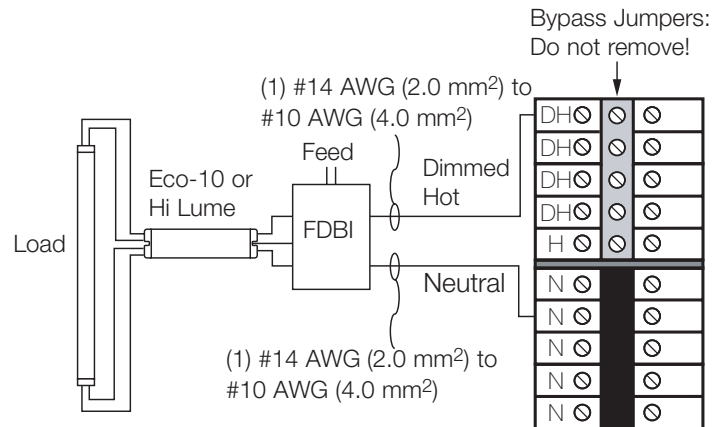 Bypass Jumpers:
Do not remove!
(1) #14 AWG (2.0 mm²) to
#10 AWG (4.0 mm²)
Feed
Eco-10 or
Hi Lume
Dimmed
Hot
Load
FDBI
Neutral
(1) #14 AWG (2.0 mm²) to
#10 AWG (4.0 mm²)
DH
DH
DH
DH
H
N
N
N
N
N